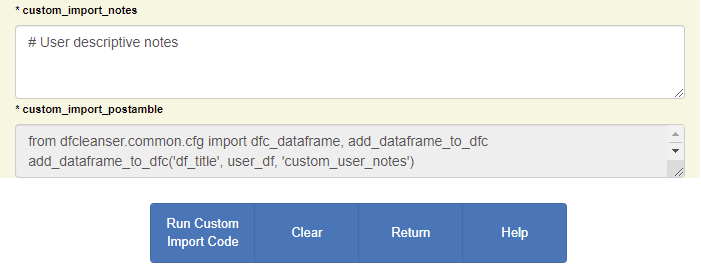 * custom_import_notes
# User descriptive notes
* custom_import_postamble
from dfcleanser.common.cfg import dfc_dataframe, add_dataframe_to_dfc
add_dataframe_to_dfc('df_title', user_df, 'custom_user_notes')
Run Custom
Import Code
Clear
Return
Help